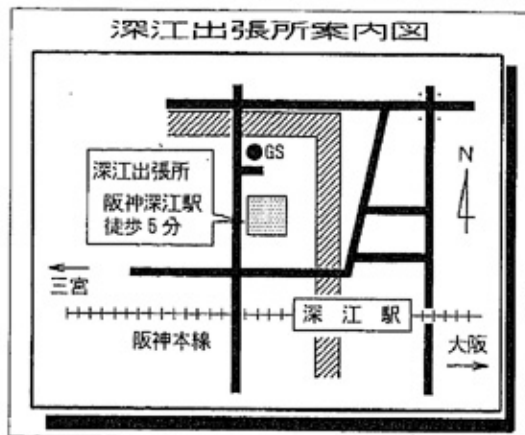 深江出張所案内図
GS
深江出張所
阪神深江駅
徒歩5分
N
三宮
深江駅
阪神本線
大阪